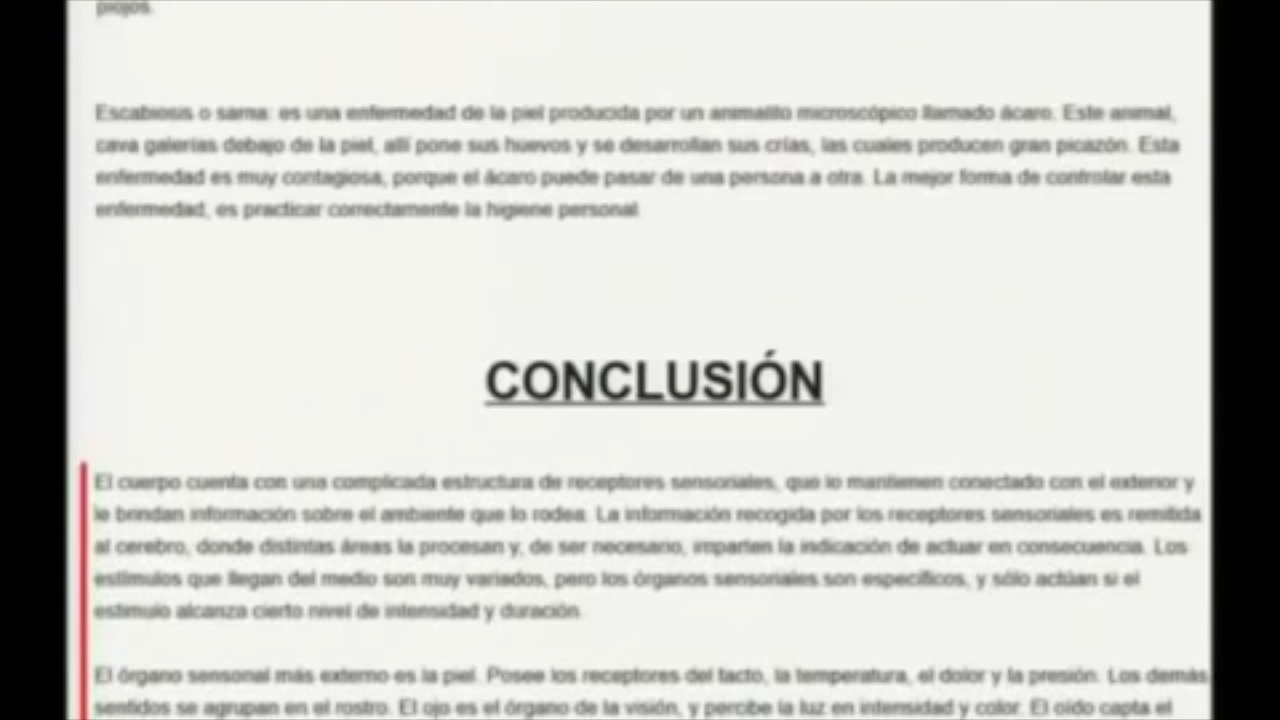 piojos.
Escabiosis o sarna: es una enfermedad de la piel producida por un animalito microscópico llamado ácaro. Este animal,
cava galerías debajo de la piel, allí pone sus huevos y se desarrollan sus crías, las cuales producen gran picazón. Esta
enfermedad es muy contagiosa, porque el ácaro puede pasar de una persona a otra. La mejor forma de controlar esta
enfermedad, es practicar correctamente la higiene personal.
CONCLUSIÓN
El cuerpo cuenta con una complicada estructura de receptores sensoriales, que lo mantienen conectado con el exterior y
le brindan información sobre el ambiente que lo rodea. La información recogida por los receptores sensoriales es remitida
al cerebro, donde distintas áreas la procesan y, de ser necesario, imparten la indicación de actuar en consecuencia. Los
estímulos que llegan del medio son muy variados, pero los órganos sensoriales son específicos, y sólo actúan si el
estimulo alcanza cierto nivel de intensidad y duración.
El órgano sensorial más externo es la piel. Posee los receptores del tacto, la temperatura, el dolor y la presión. Los demás
sentidos se agrupan en el rostro. El ojo es el órgano de la visión, y percibe la luz en intensidad y color. El oído capta el